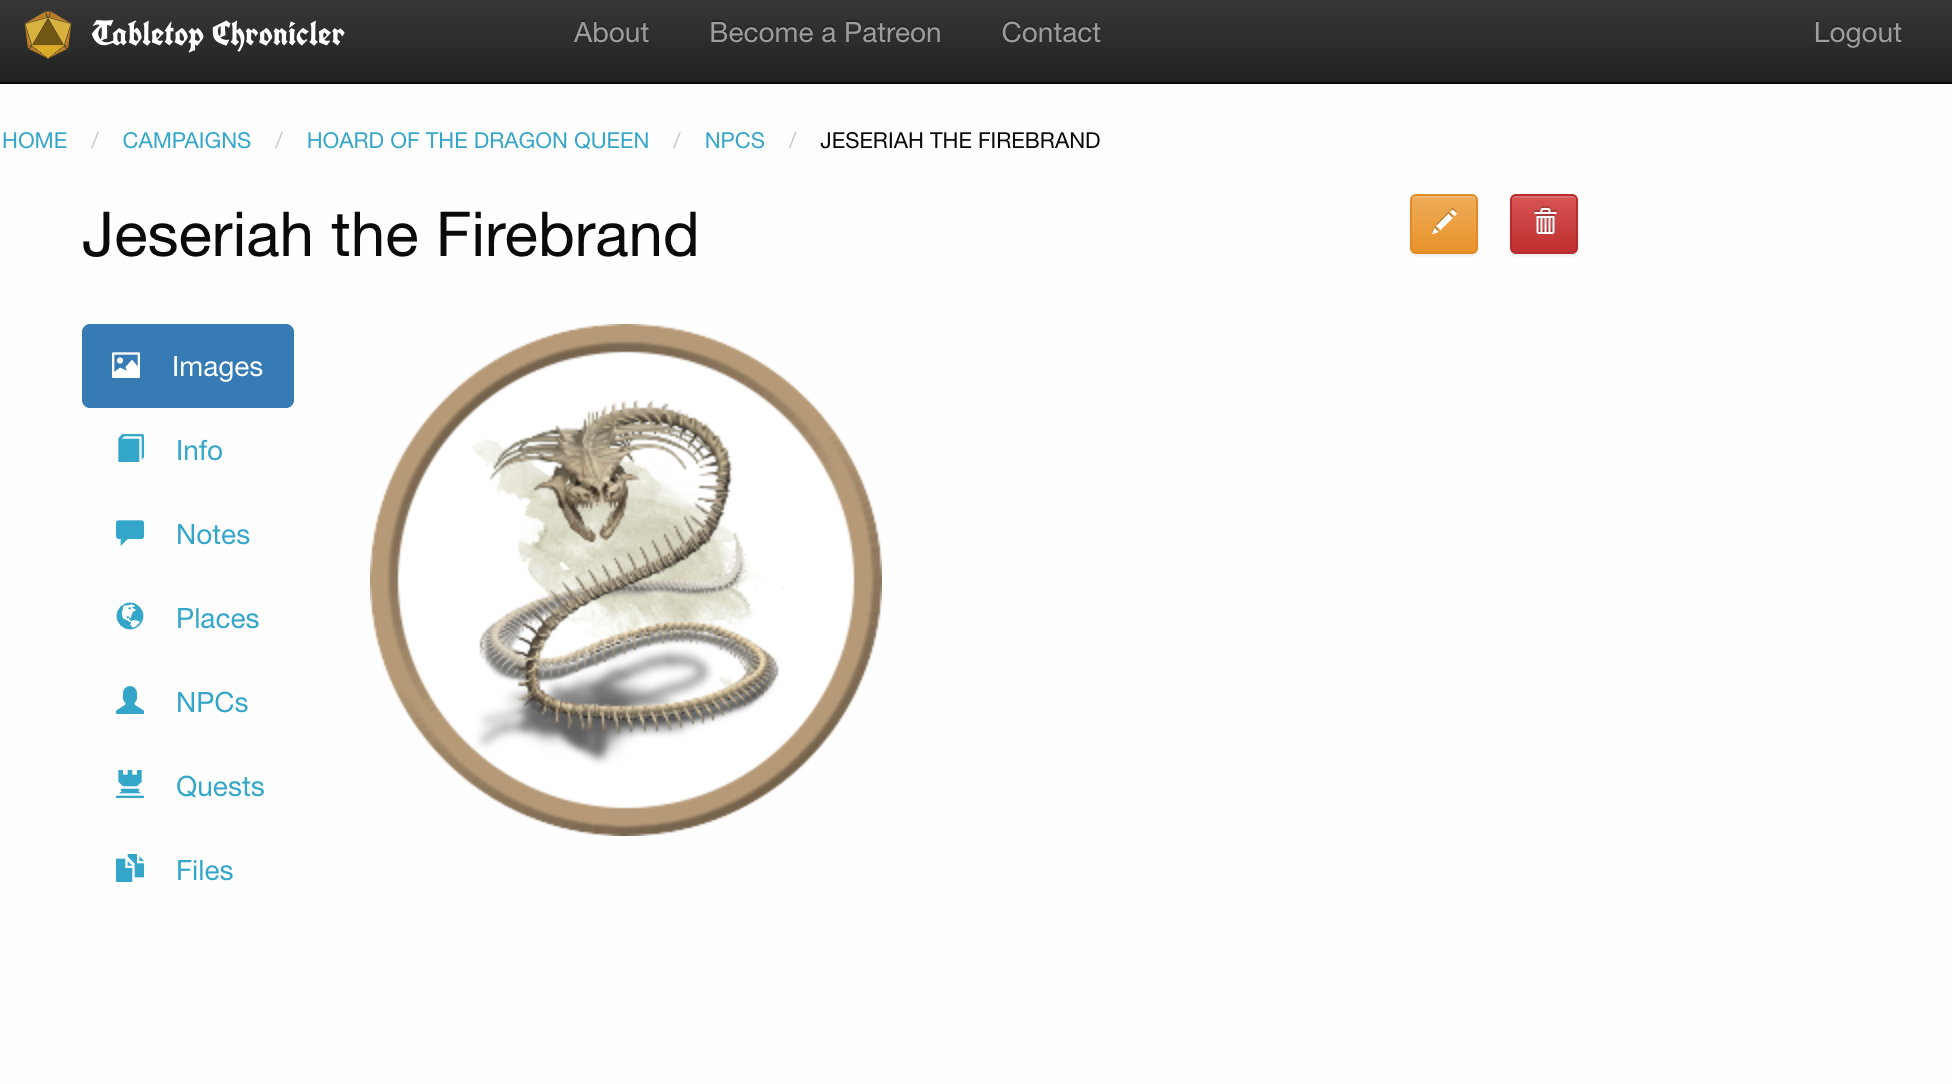 Tabletop Chronicler About Become a Patreon Contact Logout
HOME / CAMPAIGNS / HOARD OF THE DRAGON QUEEN / NPCS / JESERIAH THE FIREBRAND
Jeseriah the Firebrand
Images
Info
Notes
Places
NPCs
Quests
Files